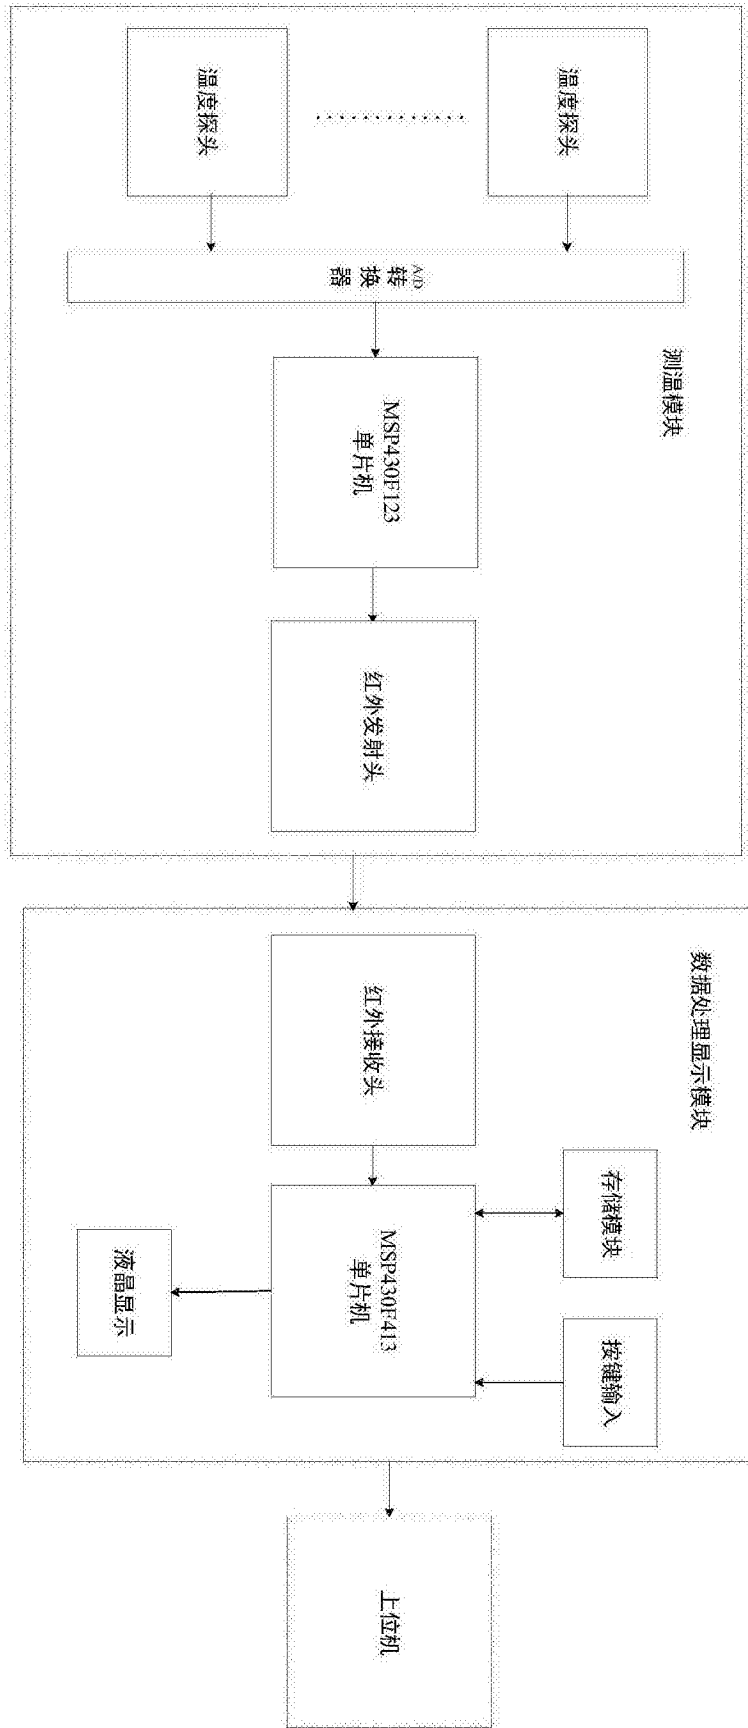 温度探头
温度探头
A/D
转
换
器
测温模块
MSP430F123
单片机
红外发射头
数据处理显示模块
红外接收头
存储模块
按键输入
MSP430F413
单片机
液晶显示
上位机